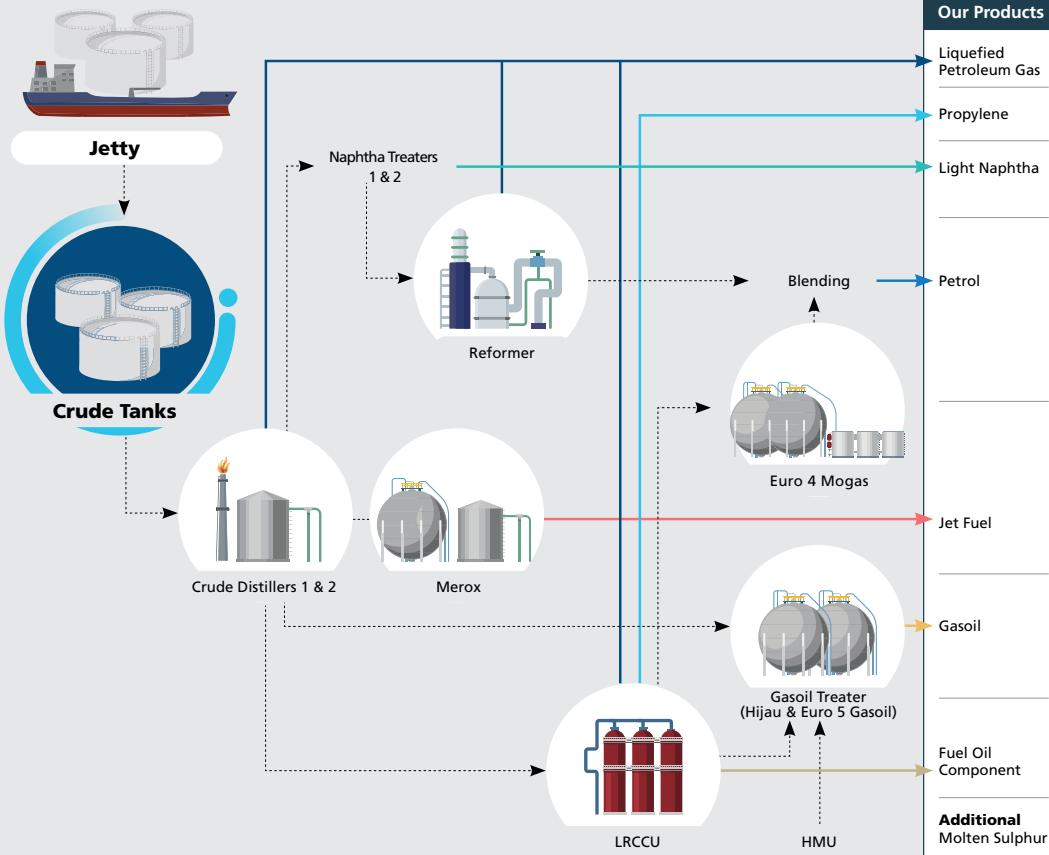 Our Products
Liquefied
Petroleum Gas
Propylene
Jetty
Naphtha Treaters
1 & 2
Light Naphtha
Blending
Petrol
Reformer
Crude Tanks
Euro 4 Mogas
Jet Fuel
Crude Distillers 1 & 2
Merox
Gasoil
Gasoil Treater
(Hijau & Euro 5 Gasoil)
Fuel Oil
Component
LRCCU
HMU
Additional
Molten Sulphur